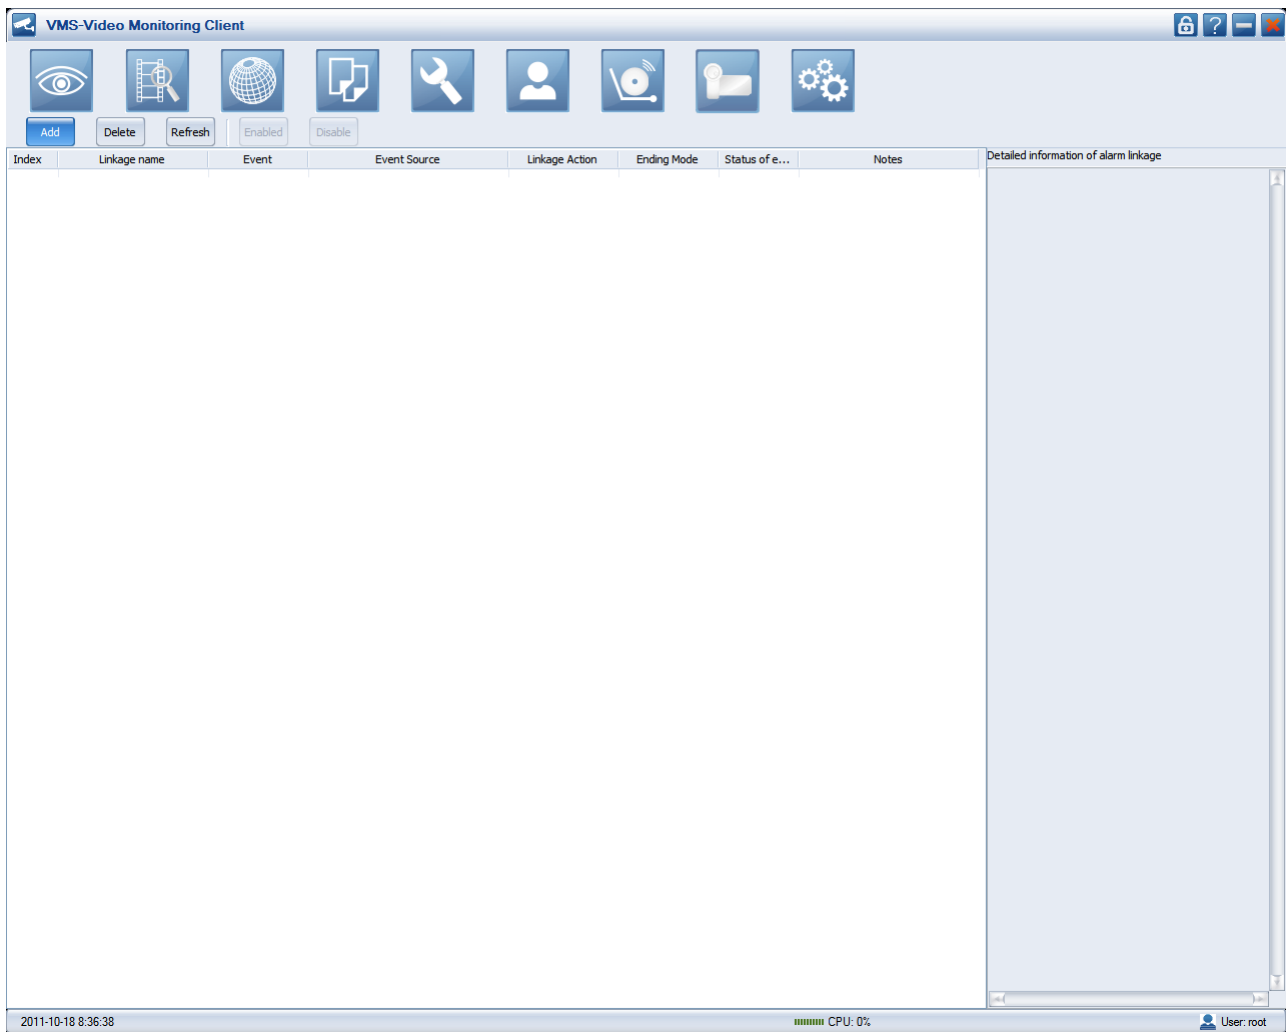 VMS-Video Monitoring Client
Add Delete Refresh Enabled Disable
Index Linkage name Event Event Source Linkage Action Ending Mode Status of e... Notes Detailed information of alarm linkage
2011-10-18 8:36:38 CPU: 0% User: root